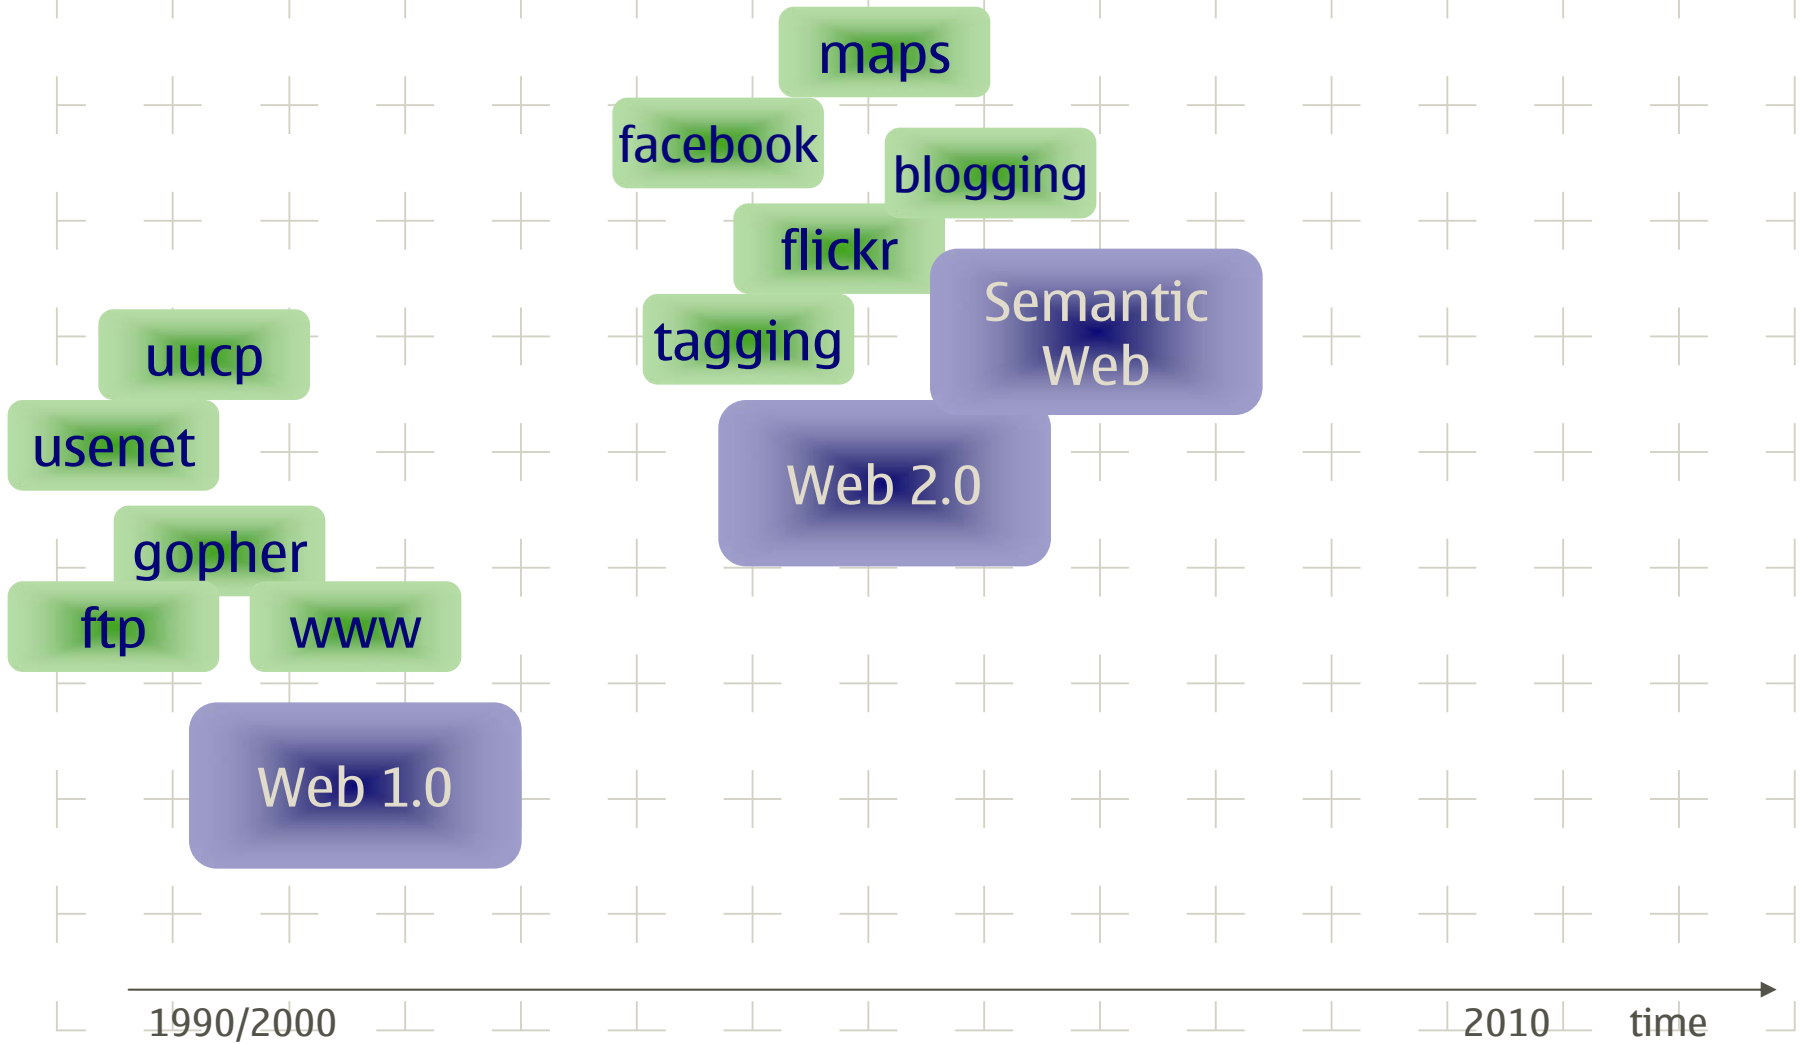 maps
facebook
blogging
flickr
Semantic
Web
tagging
uucp
usenet
Web 2.0
gopher
ftp
www
Web 1.0
1990/2000
2010
time